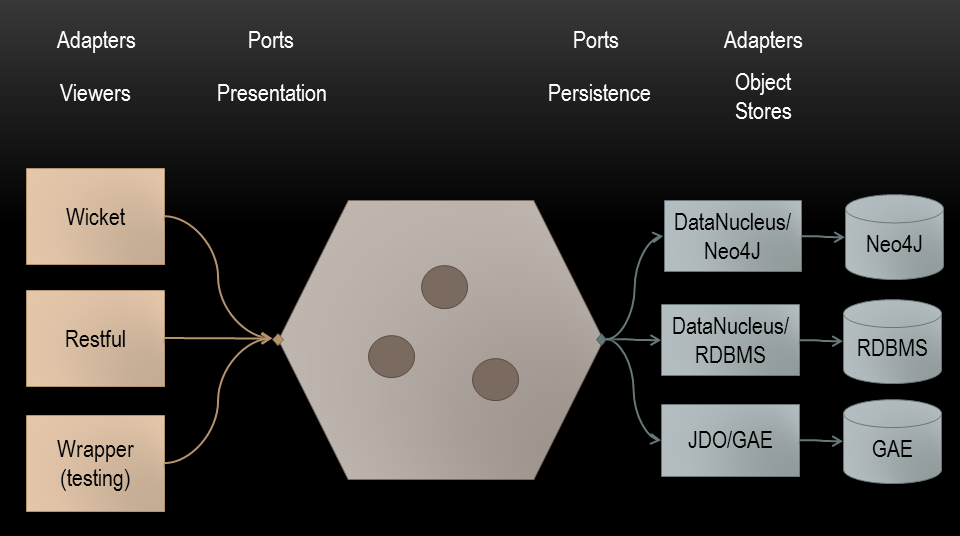 Adapters
Ports
Ports
Adapters
Viewers
Presentation
Persistence
Object
Stores
Wicket
Restful
Wrapper
(testing)
DataNucleus/
Neo4J
Neo4J
DataNucleus/
RDBMS
RDBMS
JDO/GAE
GAE